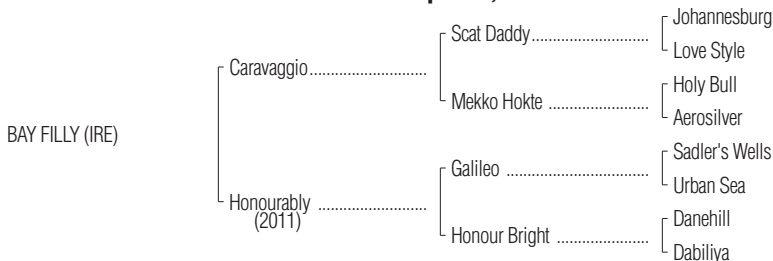 Johannesburg
Scat Daddy
Love Style
Caravaggio
Holy Bull
Mekko Hokte
Aerosilver
BAY FILLY (IRE)
Sadler's Wells
Galileo
Urban Sea
Honourably
(2011)
Danehill
Honour Bright
Dabiliya